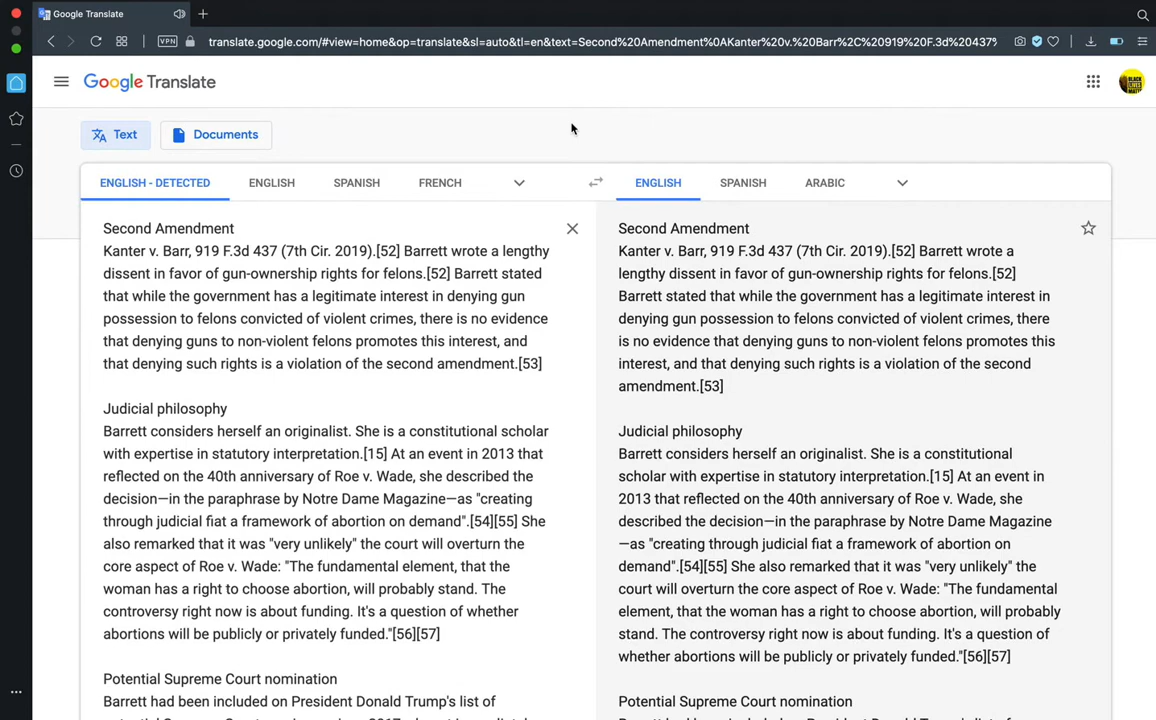 Google Translate
VPN
translate.google.com/#view=home&op=translate&sl=auto&tl=en&text=Second%20Amendment%0AKanter%20v.%20Barr%2C%20919%20F.3d%20437%
Google Translate
BLACK
LIVES
MATTER
Text
Documents
ENGLISH - DETECTED
ENGLISH
SPANISH
FRENCH
ENGLISH
SPANISH
ARABIC
Second Amendment
Kanter v. Barr, 919 F.3d 437 (7th Cir. 2019).[52] Barrett wrote a lengthy
dissent in favor of gun-ownership rights for felons.[52] Barrett stated
that while the government has a legitimate interest in denying gun
possession to felons convicted of violent crimes, there is no evidence
that denying guns to non-violent felons promotes this interest, and
that denying such rights is a violation of the second amendment.[53]
Judicial philosophy
Barrett considers herself an originalist. She is a constitutional scholar
with expertise in statutory interpretation.[15] At an event in 2013 that
reflected on the 40th anniversary of Roe v. Wade, she described the
decision—in the paraphrase by Notre Dame Magazine—as "creating
through judicial fiat a framework of abortion on demand".[54][55] She
also remarked that it was "very unlikely" the court will overturn the
core aspect of Roe v. Wade: "The fundamental element, that the
woman has a right to choose abortion, will probably stand. The
controversy right now is about funding. It's a question of whether
abortions will be publicly or privately funded."[56][57]
Potential Supreme Court nomination
Barrett had been included on President Donald Trump's list of
Second Amendment
Kanter v. Barr, 919 F.3d 437 (7th Cir. 2019).[52] Barrett wrote a
lengthy dissent in favor of gun-ownership rights for felons.[52]
Barrett stated that while the government has a legitimate interest in
denying gun possession to felons convicted of violent crimes, there
is no evidence that denying guns to non-violent felons promotes this
interest, and that denying such rights is a violation of the second
amendment.[53]
Judicial philosophy
Barrett considers herself an originalist. She is a constitutional
scholar with expertise in statutory interpretation.[15] At an event in
2013 that reflected on the 40th anniversary of Roe v. Wade, she
described the decision—in the paraphrase by Notre Dame Magazine
—as "creating through judicial fiat a framework of abortion on
demand".[54][55] She also remarked that it was "very unlikely" the
court will overturn the core aspect of Roe v. Wade: "The fundamental
element, that the woman has a right to choose abortion, will probably
stand. The controversy right now is about funding. It's a question of
whether abortions will be publicly or privately funded."[56][57]
Potential Supreme Court nomination